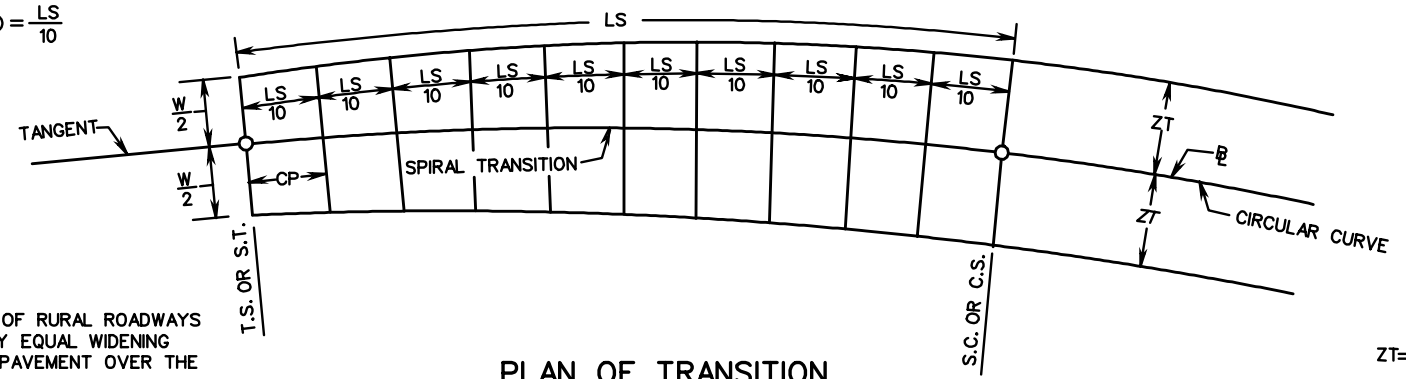 ) = LS/10
LS
LS/10 LS/10 LS/10 LS/10 LS/10 LS/10 LS/10 LS/10 LS/10 LS/10
W/2
TANGENT
ZT
W/2
CP
SPIRAL TRANSITION
ZT
CIRCULAR CURVE
T.S. OR S.T.
S.C. OR C.S.
OF RURAL ROADWAYS
Y EQUAL WIDENING
PAVEMENT OVER THE
PLAN OF TRANSITION
ZT=